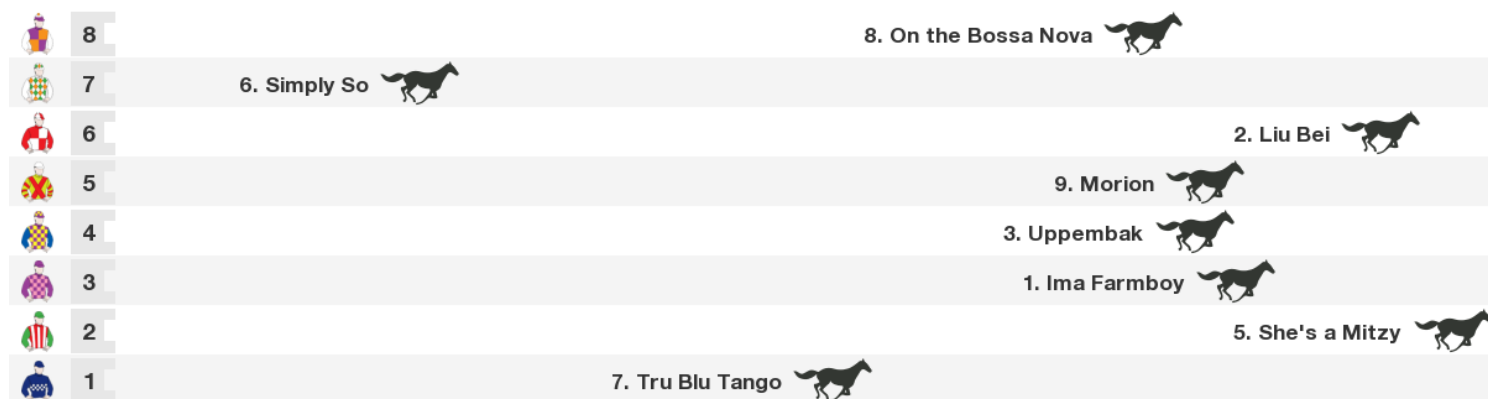 8 8. On the Bossa Nova
7 6. Simply So
6 2. Liu Bei
5 9. Morion
4 3. Uppembak
3 1. Ima Farmboy
2 5. She's a Mitzy
1 7. Tru Blu Tango